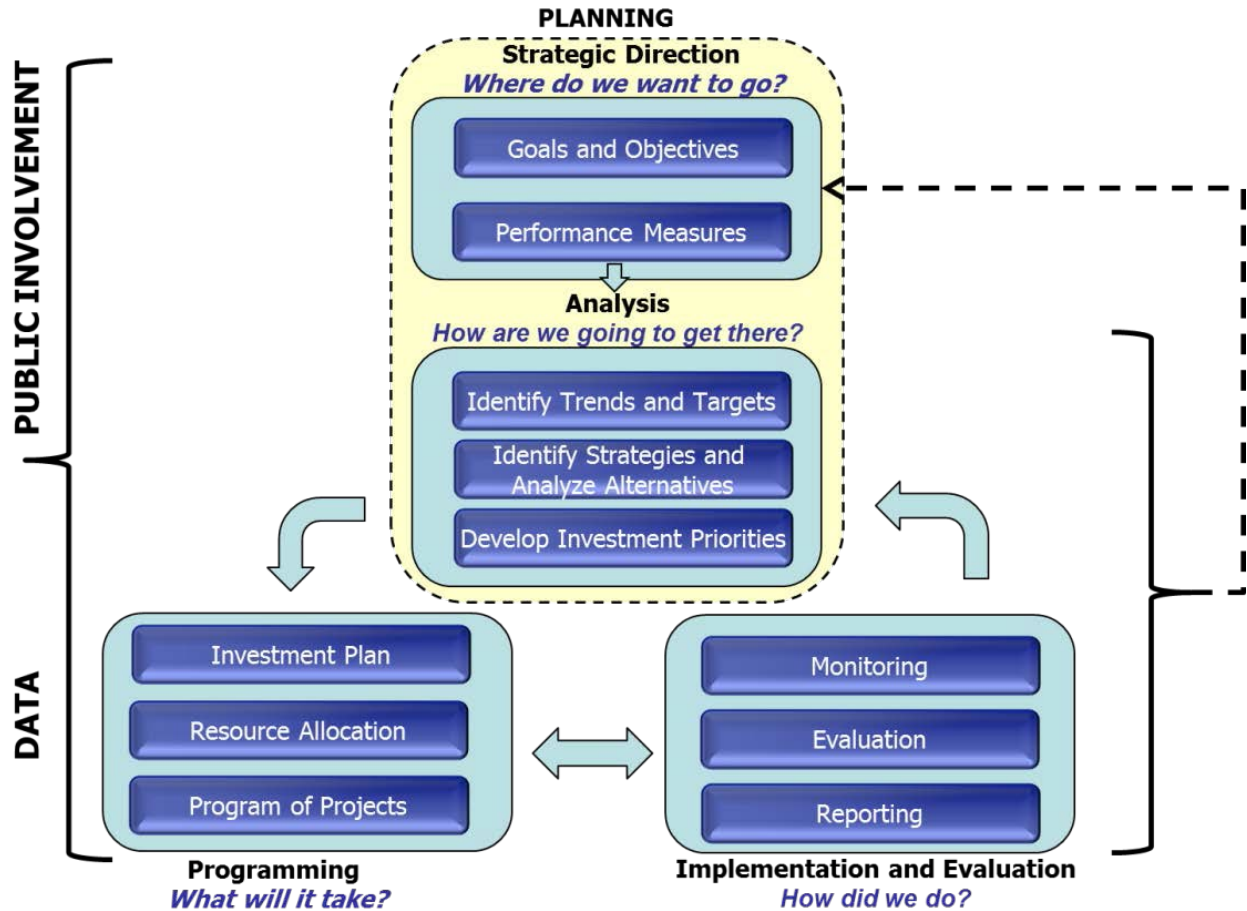 PLANNING
Strategic Direction
Where do we want to go?
Goals and Objectives
Performance Measures
Analysis
How are we going to get there?
Identify Trends and Targets
Identify Strategies and
Analyze Alternatives
Develop Investment Priorities
PUBLIC INVOLVEMENT
DATA
Investment Plan
Resource Allocation
Program of Projects
Programming
What will it take?
Monitoring
Evaluation
Reporting
Implementation and Evaluation
How did we do?